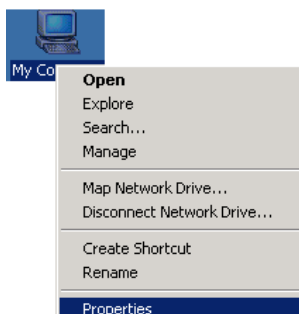 My Co
Open
Explore
Search...
Manage
Map Network Drive...
Disconnect Network Drive...
Create Shortcut
Rename
Properties